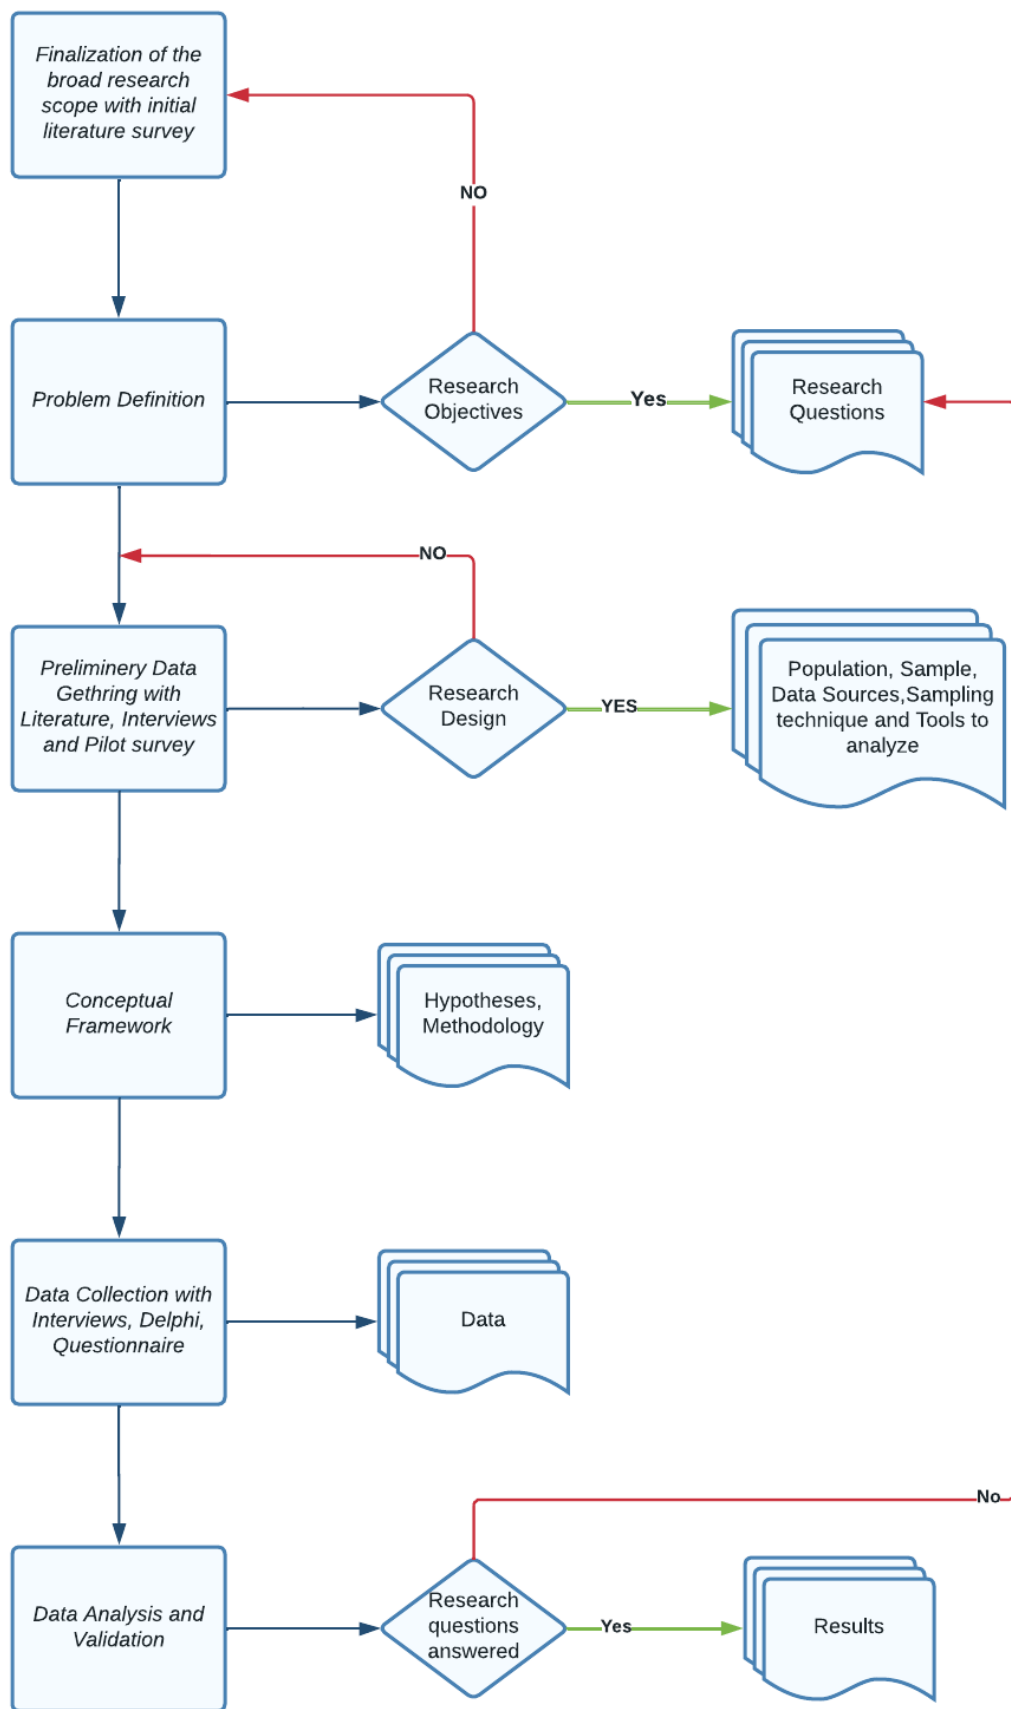 Finalization of the
broad research
scope with initial
literature survey
NO
Problem Definition
Research
Objectives
Yes
Research
Questions
NO
Preliminery Data
Gethring with
Literature, Interviews
and Pilot survey
Research
Design
YES
Population, Sample,
Data Sources,Sampling
technique and Tools to
analyze
Conceptual
Framework
Hypotheses,
Methodology
Data Collection with
Interviews, Delphi,
Questionnaire
Data
No
Data Analysis and
Validation
Research
questions
answered
Yes
Results